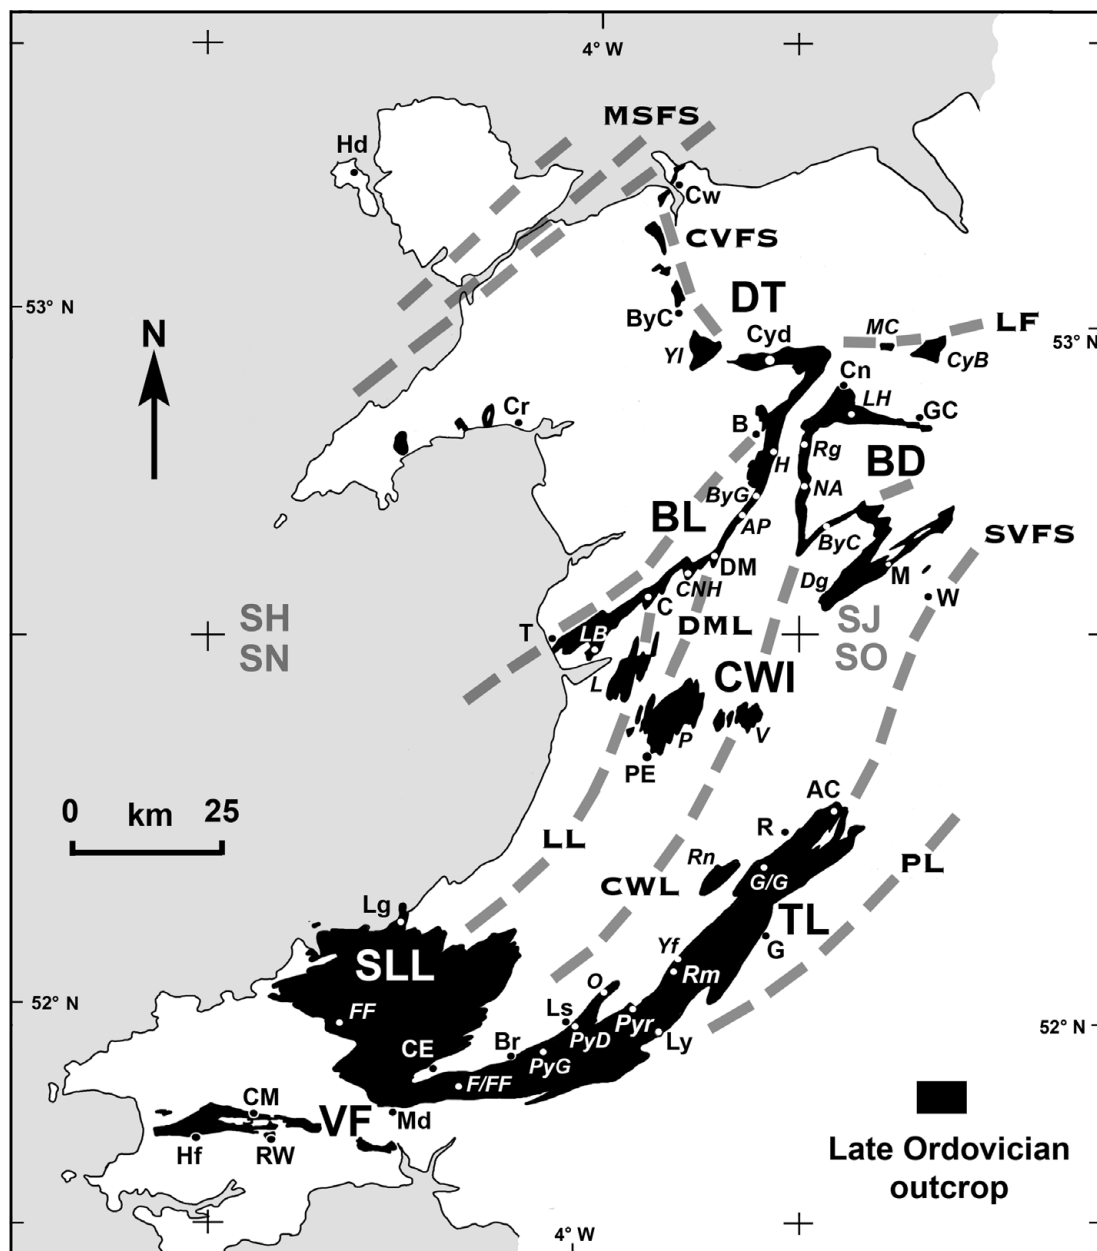 4° W
MSFS
Hd
Cw
CVFS
53° N
N
DT
ByC
LF
MC
53° N
Cyd
YI
CyB
Cn
LH
Cr
GC
B
Rg
H
BD
NA
ByG
BL
AP
SVFS
ByC
DM
Dg
M
CNH
C
W
SH
SJ
T
LB
DML
SN
SO
L
CWI
P
V
PE
AC
0 km 25
R
LL
PL
Rn
G/G
CWL
Lg
TL
G
Yf
SLL
Rm
O
52° N
FF
Ls
Pyr
52° N
Br
PyD
Ly
CE
PyG
F/FF
CM
VF
Md
Hf
RW
Late Ordovician
outcrop
4° W